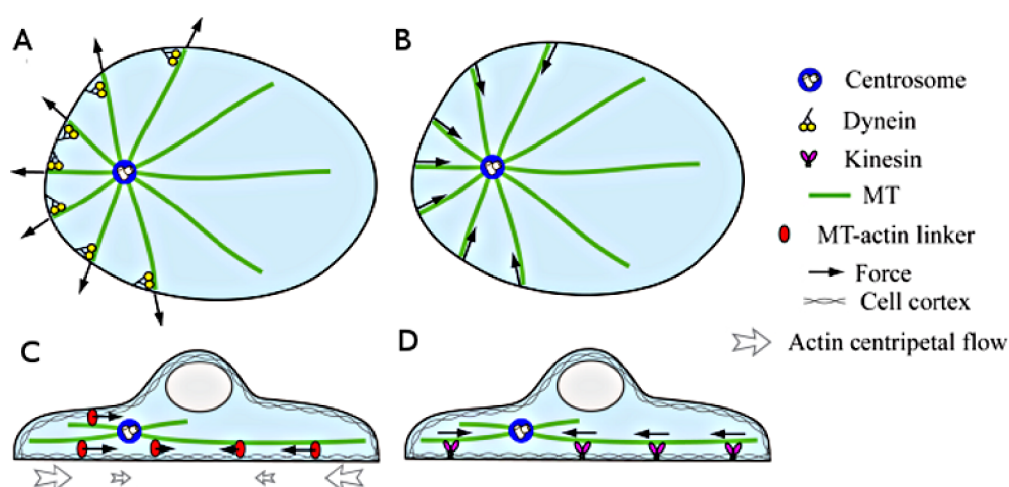 A
B
Centrosome
Dynein
Kinesin
MT
MT-actin linker
Force
Cell cortex
Actin centripetal flow
C
D